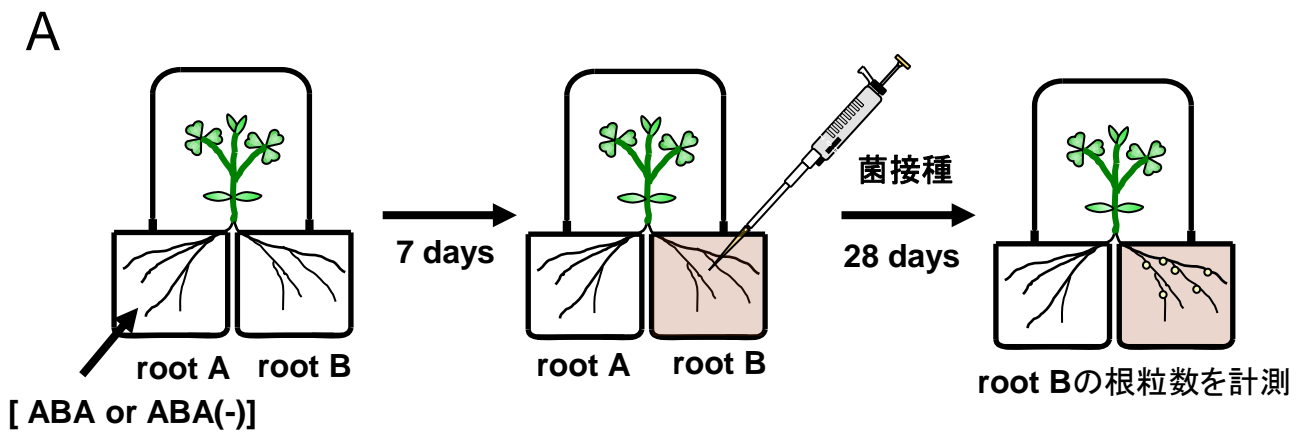 A
7 days
菌接種
28 days
root A
root B
root A
root B
root Bの根粒数を計測
[ ABA or ABA(-)]